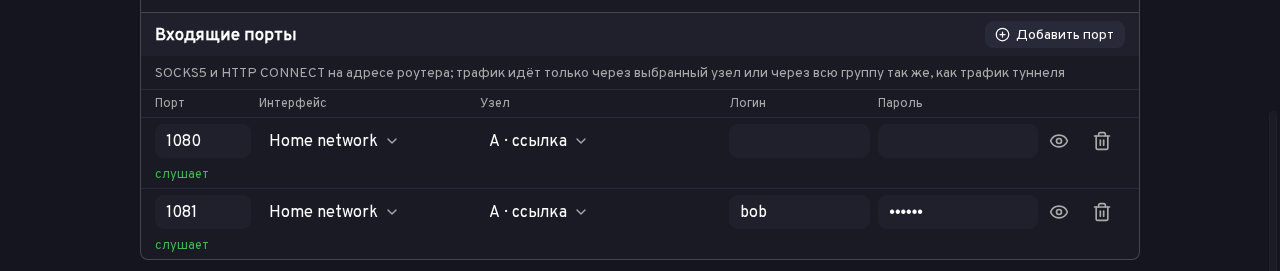 Входящие порты
Добавить порт
SOCKS5 и HTTP CONNECT на адресе роутера; трафик идёт только через выбранный узел или через всю группу так же, как трафик туннеля
Порт Интерфейс Узел Логин Пароль
1080 Home network А · ссылка
слушает
1081 Home network А · ссылка bob ••••••
слушает